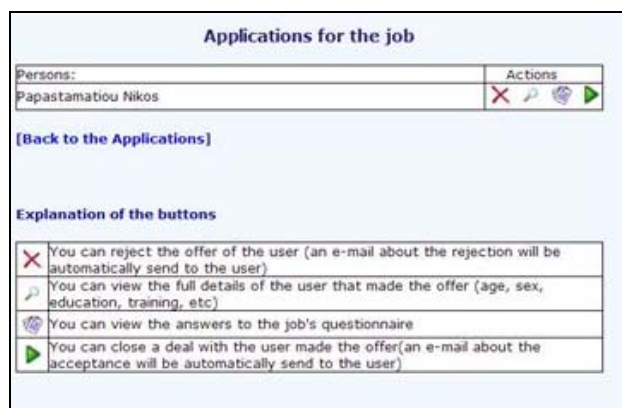 Applications for the job
Persons: Actions
Papastamatiou Nikos
[Back to the Applications]
Explanation of the buttons
You can reject the offer of the user (an e-mail about the rejection will be
automatically send to the user)
You can view the full details of the user that made the offer (age, sex,
education, training, etc)
You can view the answers to the job's questionnaire
You can close a deal with the user made the offer(an e-mail about the
acceptance will be automatically send to the user)